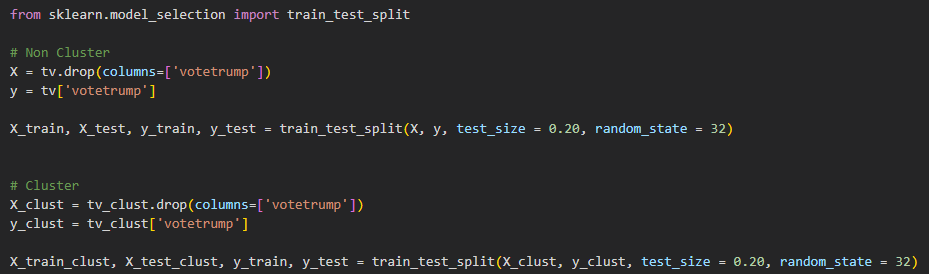 from sklearn.model_selection import train_test_split
# Non Cluster
X = tv.drop(columns=['votetrump'])
y = tv['votetrump']
X_train, X_test, y_train, y_test = train_test_split(X, y, test_size = 0.20, random_state = 32)
# Cluster
X_clust = tv_clust.drop(columns=['votetrump'])
y_clust = tv_clust['votetrump']
X_train_clust, X_test_clust, y_train, y_test = train_test_split(X_clust, y_clust, test_size = 0.20, random_state = 32)